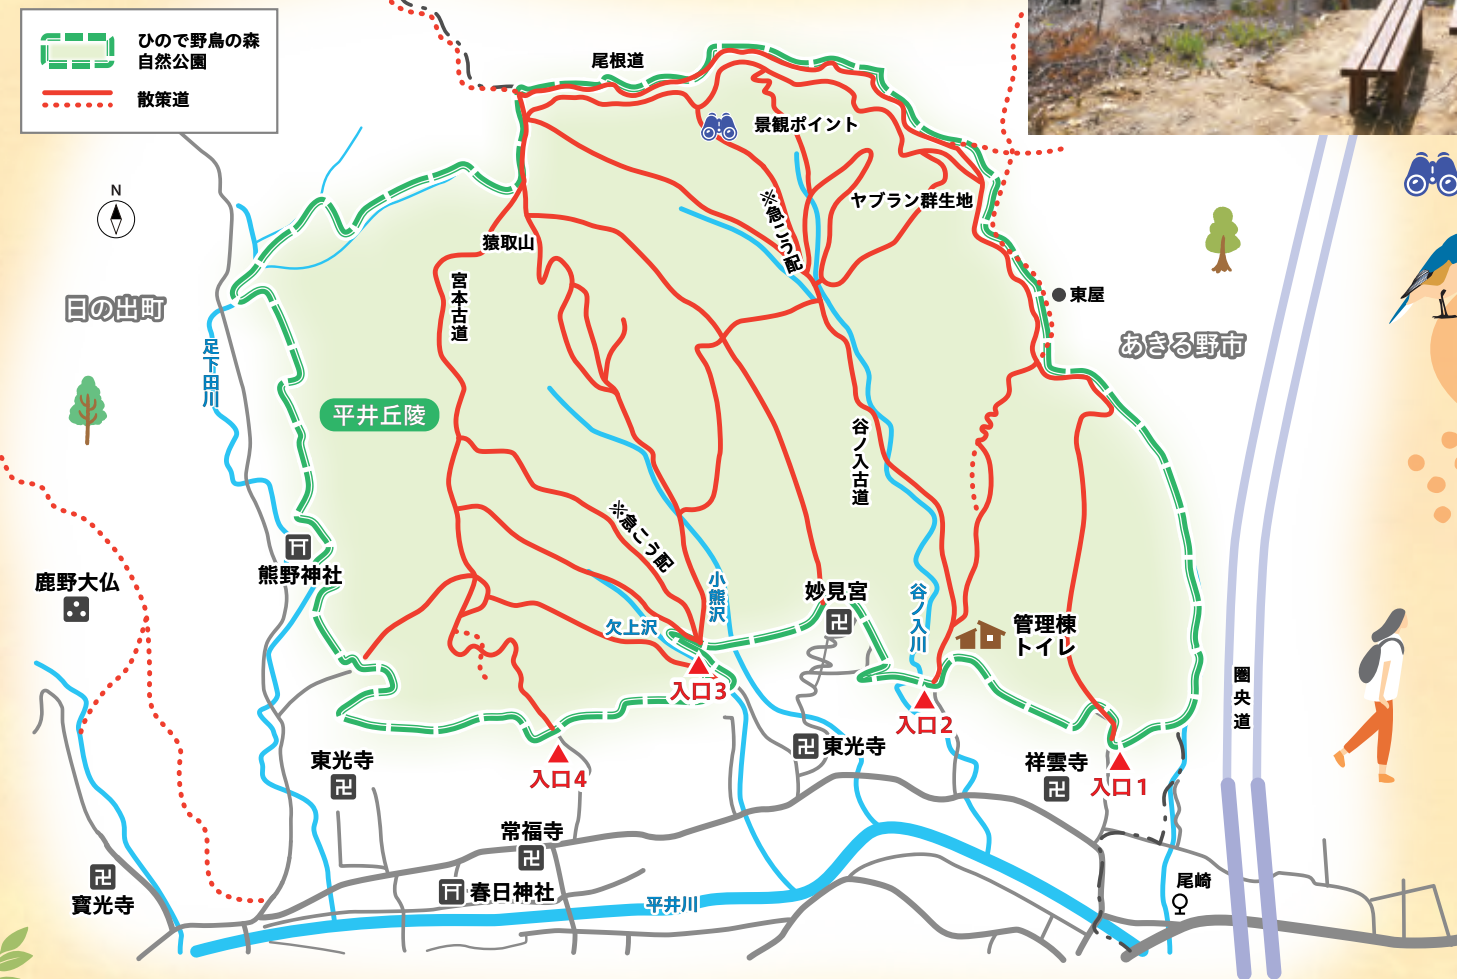 ひので野鳥の森
自然公園
散策道
尾根道
N
景観ポイント
※急こう配
ヤブラン群生地
猿取山
宮本古道
日の出町
東屋
あきる野市
足下田川
平井丘陵
谷ノ入古道
※急こう配
熊野神社
鹿野大仏
小熊沢
妙見宮
卍
谷ノ入川
欠上沢
管理棟
トイレ
入口3
入口2
圏央道
卍
東光寺
東光寺
卍
入口4
祥雲寺
卍
入口1
常福寺
卍
春日神社
卍
寳光寺
平井川
尾崎